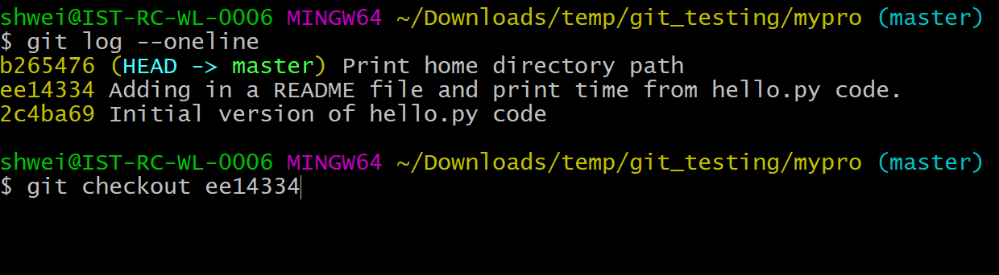 shwei@IST-RC-WL-0006 MINGW64 ~/Downloads/temp/git_testing/mypro (master)
$ git log --oneline
b265476 (HEAD -> master) Print home directory path
ee14334 Adding in a README file and print time from hello.py code.
2c4ba69 Initial version of hello.py code
shwei@IST-RC-WL-0006 MINGW64 ~/Downloads/temp/git_testing/mypro (master)
$ git checkout ee14334